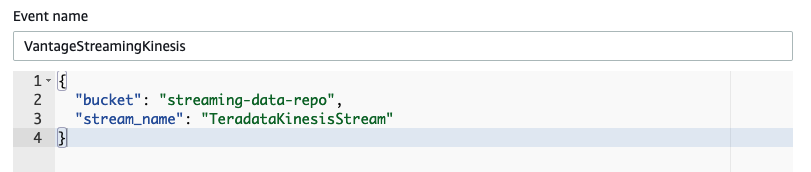 Event name
VantageStreamingKinesis
1 {
2 "bucket": "streaming-data-repo",
3 "stream_name": "TeradataKinesisStream"
4 }